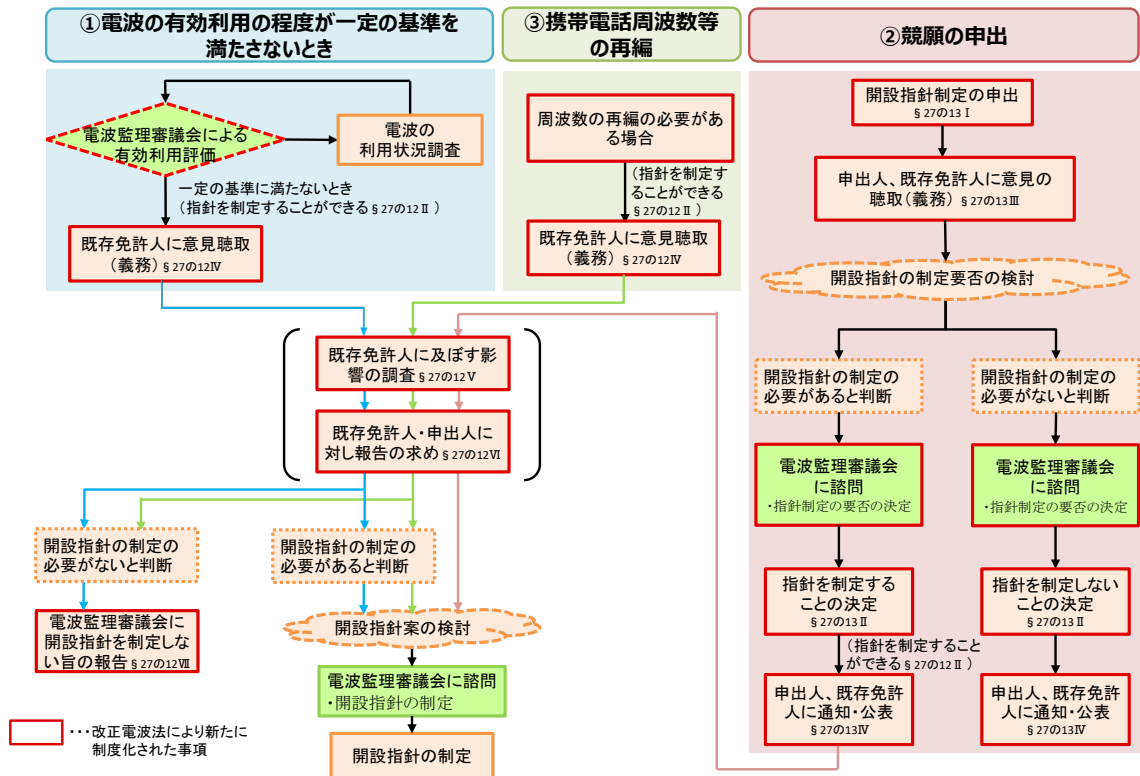 ①電波の有効利用の程度が一定の基準を
満たさないとき
電波監理審議会による
有効利用評価
電波の
利用状況調査
一定の基準に満たないとき
(指針を制定することができる§27の12Ⅱ)
既存免許人に意見聴取
(義務)§27の12Ⅳ
③携帯電話周波数等
の再編
周波数の再編の必要があ
る場合
(指針を制定す
ることができる
§27の12Ⅱ)
既存免許人に意見聴取
(義務)§27の12Ⅳ
②競願の申出
開設指針制定の申出
§27の13Ⅰ
申出人、既存免許人に意見の
聴取(義務)§27の13Ⅲ
開設指針の制定要否の検討
開設指針の制定の
必要があると判断
開設指針の制定の
必要がないと判断
電波監理審議会
に諮問
・指針制定の要否の決定
電波監理審議会
に諮問
・指針制定の要否の決定
指針を制定する
ことの決定
§27の13Ⅱ
指針を制定しない
ことの決定
§27の13Ⅱ
(指針を制定すること
ができる§27の12Ⅱ)
申出人、既存免許
人に通知・公表
§27の13Ⅳ
申出人、既存免許
人に通知・公表
§27の13Ⅳ
既存免許人に及ぼす影
響の調査§27の12Ⅴ
既存免許人・申出人に
対し報告の求め§27の12Ⅵ
開設指針の制定の
必要がないと判断
開設指針の制定の
必要があると判断
電波監理審議会に
開設指針を制定しな
い旨の報告§27の12Ⅶ
開設指針案の検討
電波監理審議会に諮問
・開設指針の制定
開設指針の制定
・・・改正電波法により新たに
制度化された事項